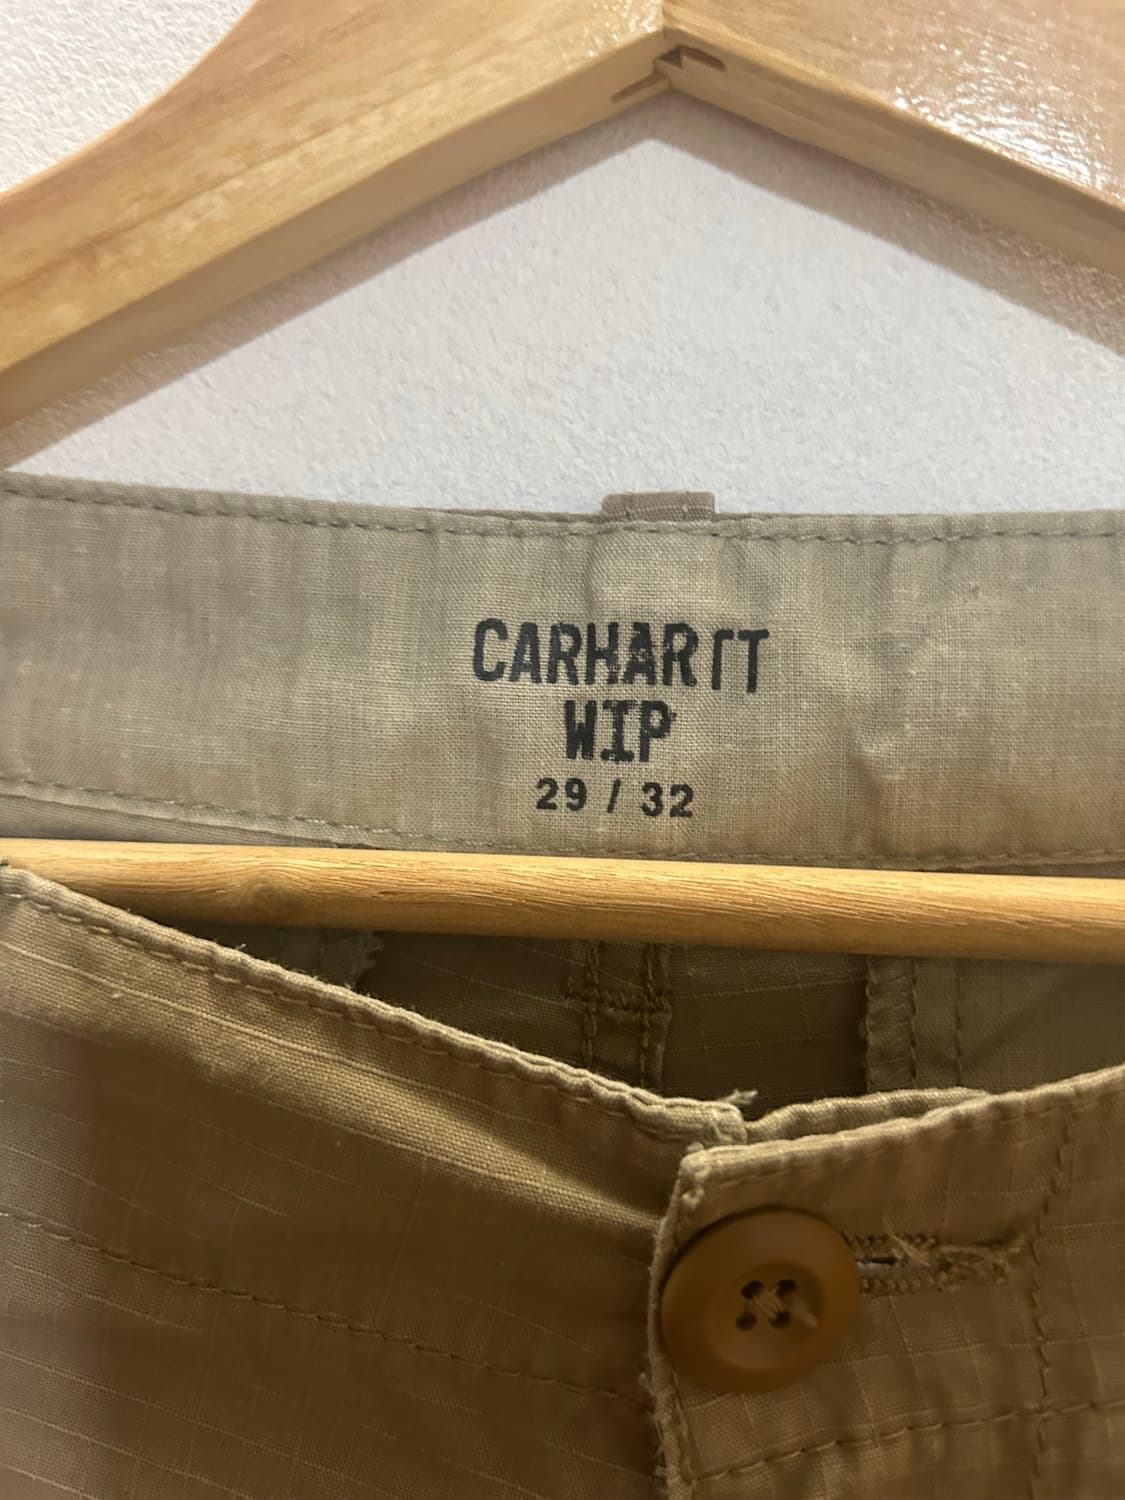 CARHARTT
WIP
29 / 32